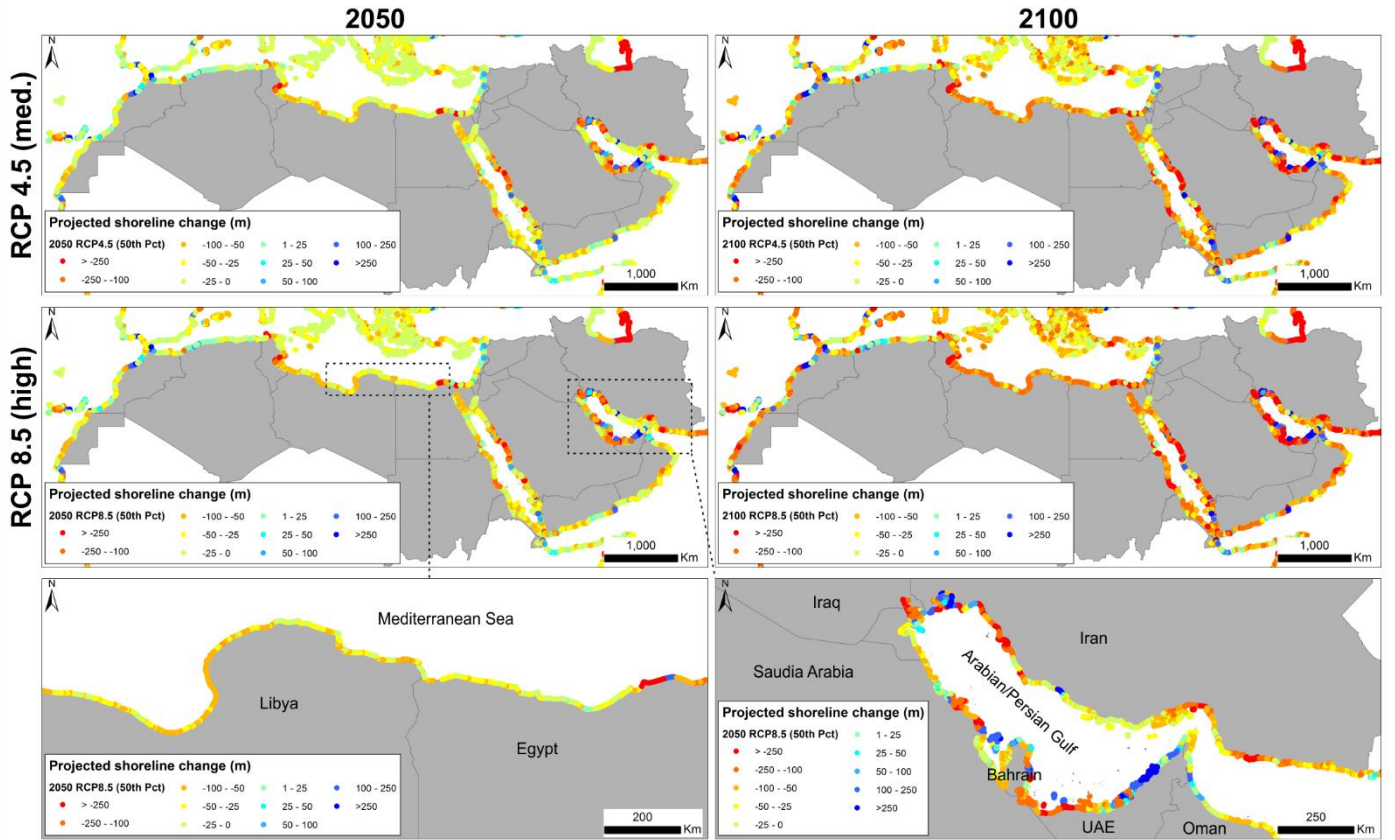 2050
2100
RCP 4.5 (med.)
N
Projected shoreline change (m)
2050 RCP4.5 (50th Pct)
> -250
-250 - -100
-100 - -50
-50 - -25
-25 - 0
1 - 25
25 - 50
50 - 100
100 - 250
>250
1,000
Km
N
Projected shoreline change (m)
2100 RCP4.5 (50th Pct)
> -250
-250 - -100
-100 - -50
-50 - -25
-25 - 0
1 - 25
25 - 50
50 - 100
100 - 250
>250
1,000
Km
RCP 8.5 (high)
N
Projected shoreline change (m)
2050 RCP8.5 (50th Pct)
> -250
-250 - -100
-100 - -50
-50 - -25
-25 - 0
1 - 25
25 - 50
50 - 100
100 - 250
>250
1,000
Km
N
Projected shoreline change (m)
2100 RCP8.5 (50th Pct)
> -250
-250 - -100
-100 - -50
-50 - -25
-25 - 0
1 - 25
25 - 50
50 - 100
100 - 250
>250
1,000
Km
N
Mediterranean Sea
Libya
Egypt
Projected shoreline change (m)
2050 RCP8.5 (50th Pct)
> -250
-250 - -100
-100 - -50
-50 - -25
-25 - 0
1 - 25
25 - 50
50 - 100
100 - 250
>250
200
Km
N
Iraq
Iran
Saudia Arabia
Arabian/Persian Gulf
Bahrain
UAE
Oman
Projected shoreline change (m)
2050 RCP8.5 (50th Pct)
> -250
-250 - -100
-100 - -50
-50 - -25
-25 - 0
1 - 25
25 - 50
50 - 100
100 - 250
>250
250
Km